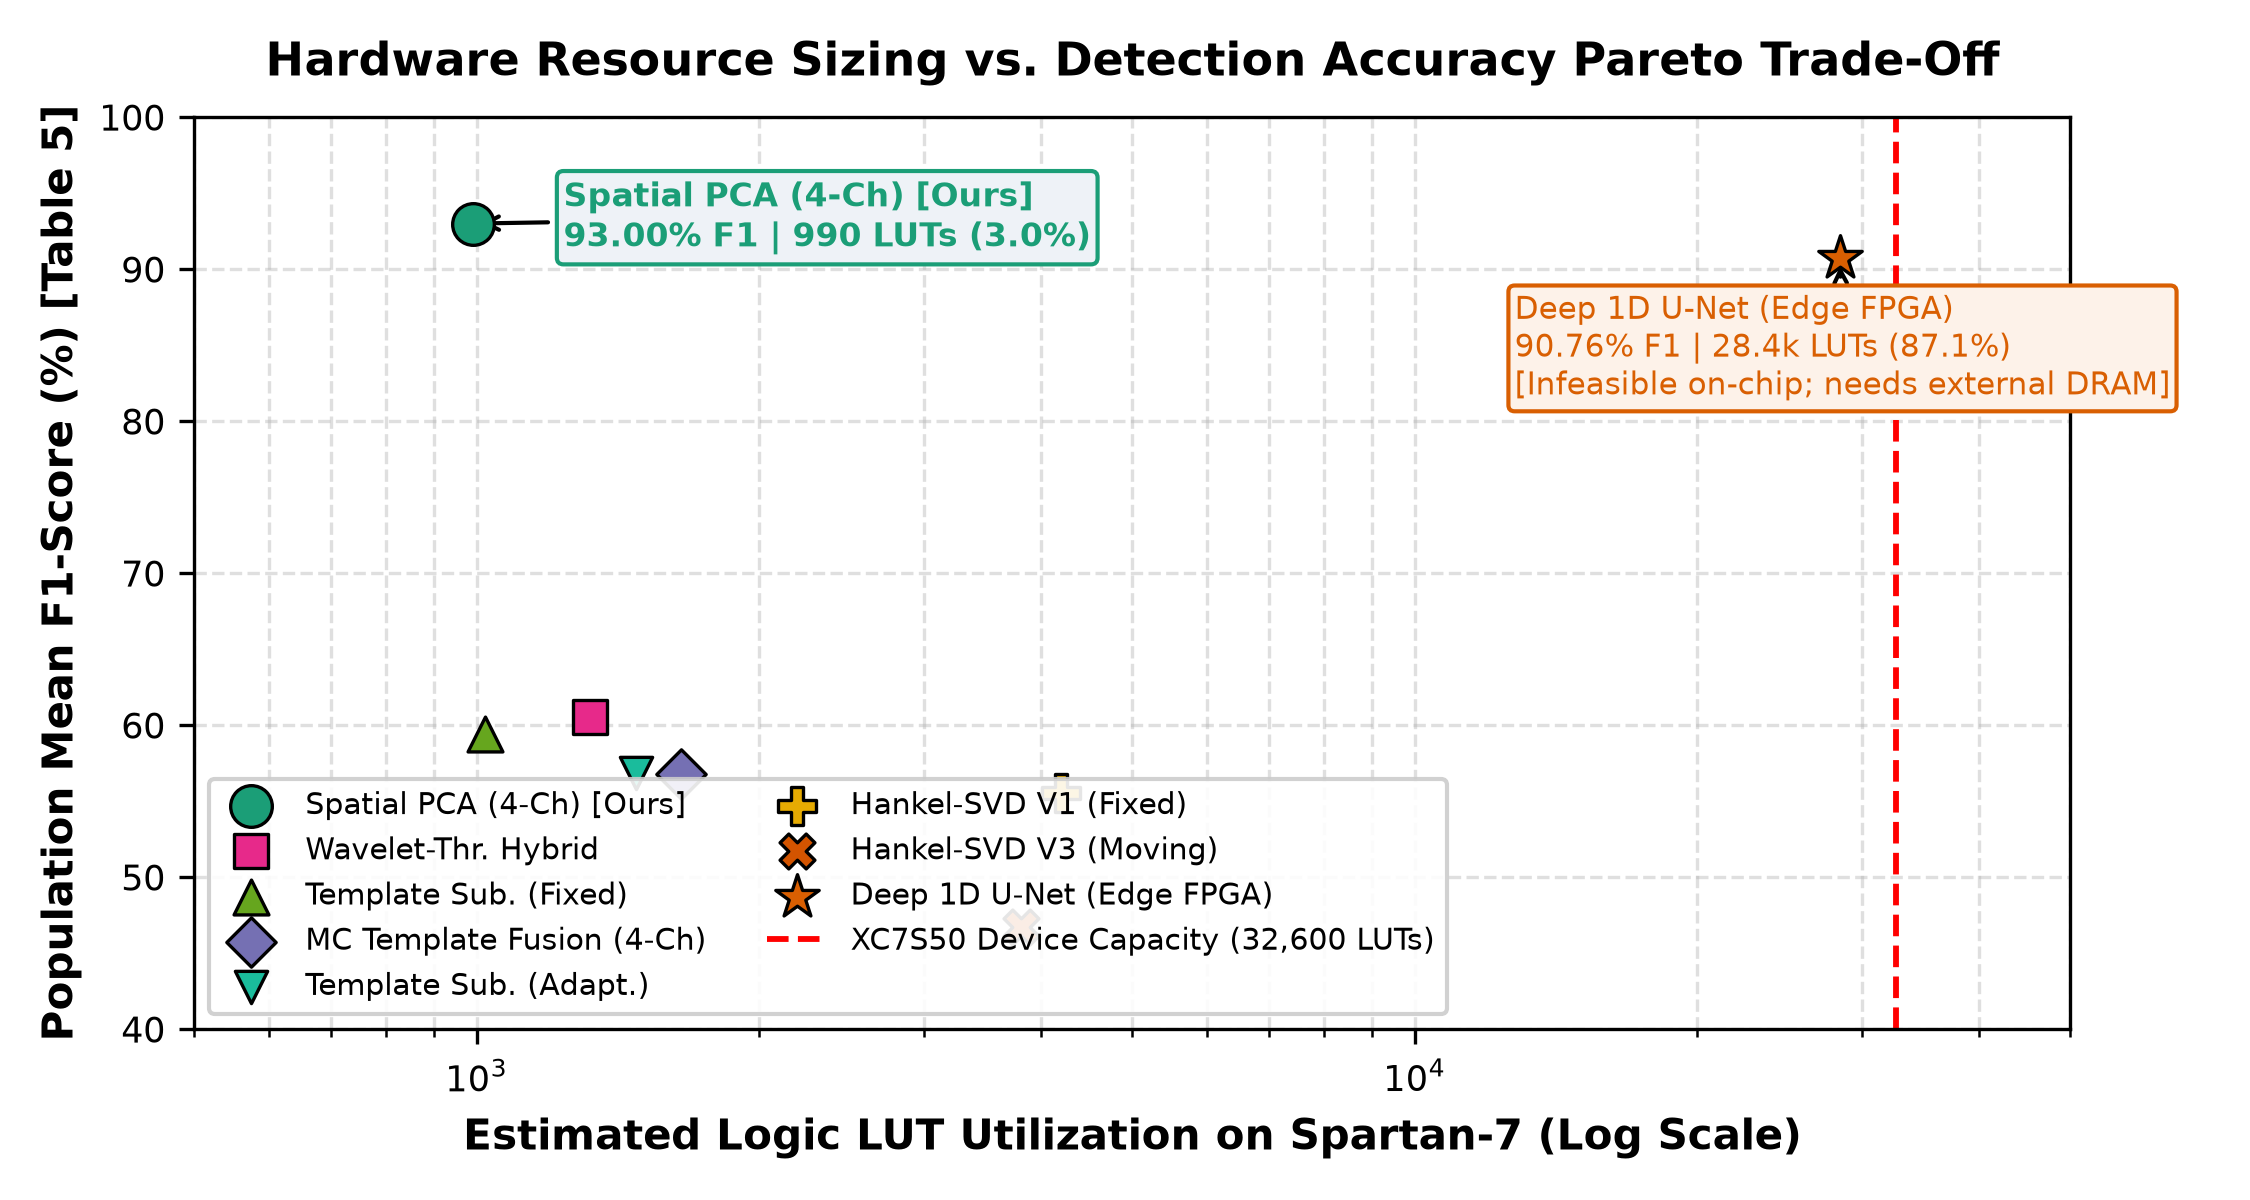 Hardware Resource Sizing vs. Detection Accuracy Pareto Trade-Off
Population Mean F1-Score (%) [Table 5]
100
90
80
70
60
50
40
Spatial PCA (4-Ch) [Ours]
93.00% F1 | 990 LUTs (3.0%)
Deep 1D U-Net (Edge FPGA)
90.76% F1 | 28.4k LUTs (87.1%)
[Infeasible on-chip; needs external DRAM]
Spatial PCA (4-Ch) [Ours]
Wavelet-Thr. Hybrid
Template Sub. (Fixed)
MC Template Fusion (4-Ch)
Template Sub. (Adapt.)
Hankel-SVD V1 (Fixed)
Hankel-SVD V3 (Moving)
Deep 1D U-Net (Edge FPGA)
XC7S50 Device Capacity (32,600 LUTs)
10³
10⁴
Estimated Logic LUT Utilization on Spartan-7 (Log Scale)